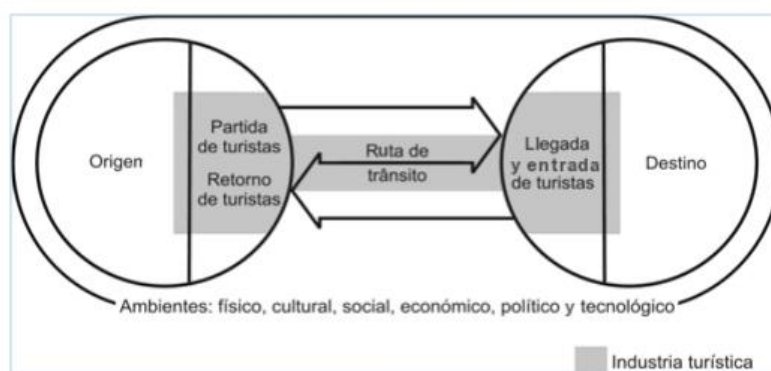 Origen
Partida
de turistas
Retorno
de turistas
Ruta de
trânsito
Llegada
y entrada
de turistas
Destino
Ambientes: físico, cultural, social, económico, político y tecnológico
Industria turística